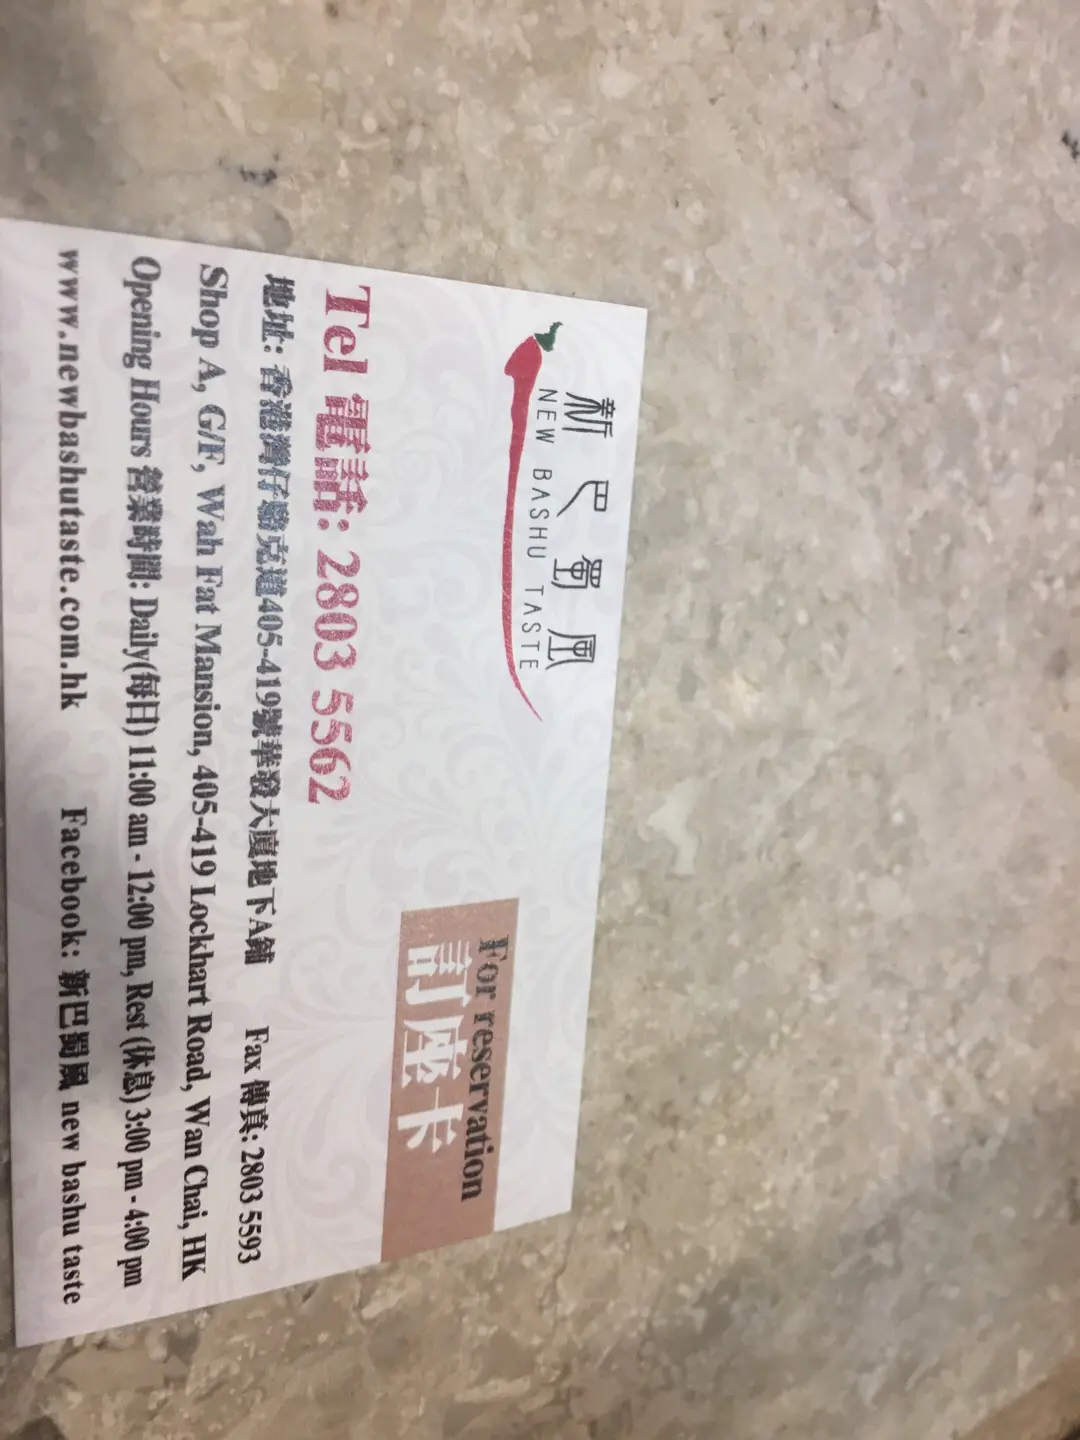 新巴蜀風
NEW BASHU TASTE
For reservation
訂座卡
Tel 電話: 2803 5562
地址: 香港灣仔駱克道405-419號華發大廈地下A鋪 Fax 傳真: 2803 5593
Shop A, G/F, Wah Fat Mansion, 405-419 Lockhart Road, Wan Chai, HK
Opening Hours 營業時間: Daily(每日) 11:00 am - 12:00 pm, Rest (休息) 3:00 pm - 4:00 pm
www.newbashutaste.com.hk Facebook: 新巴蜀風 new bashu taste